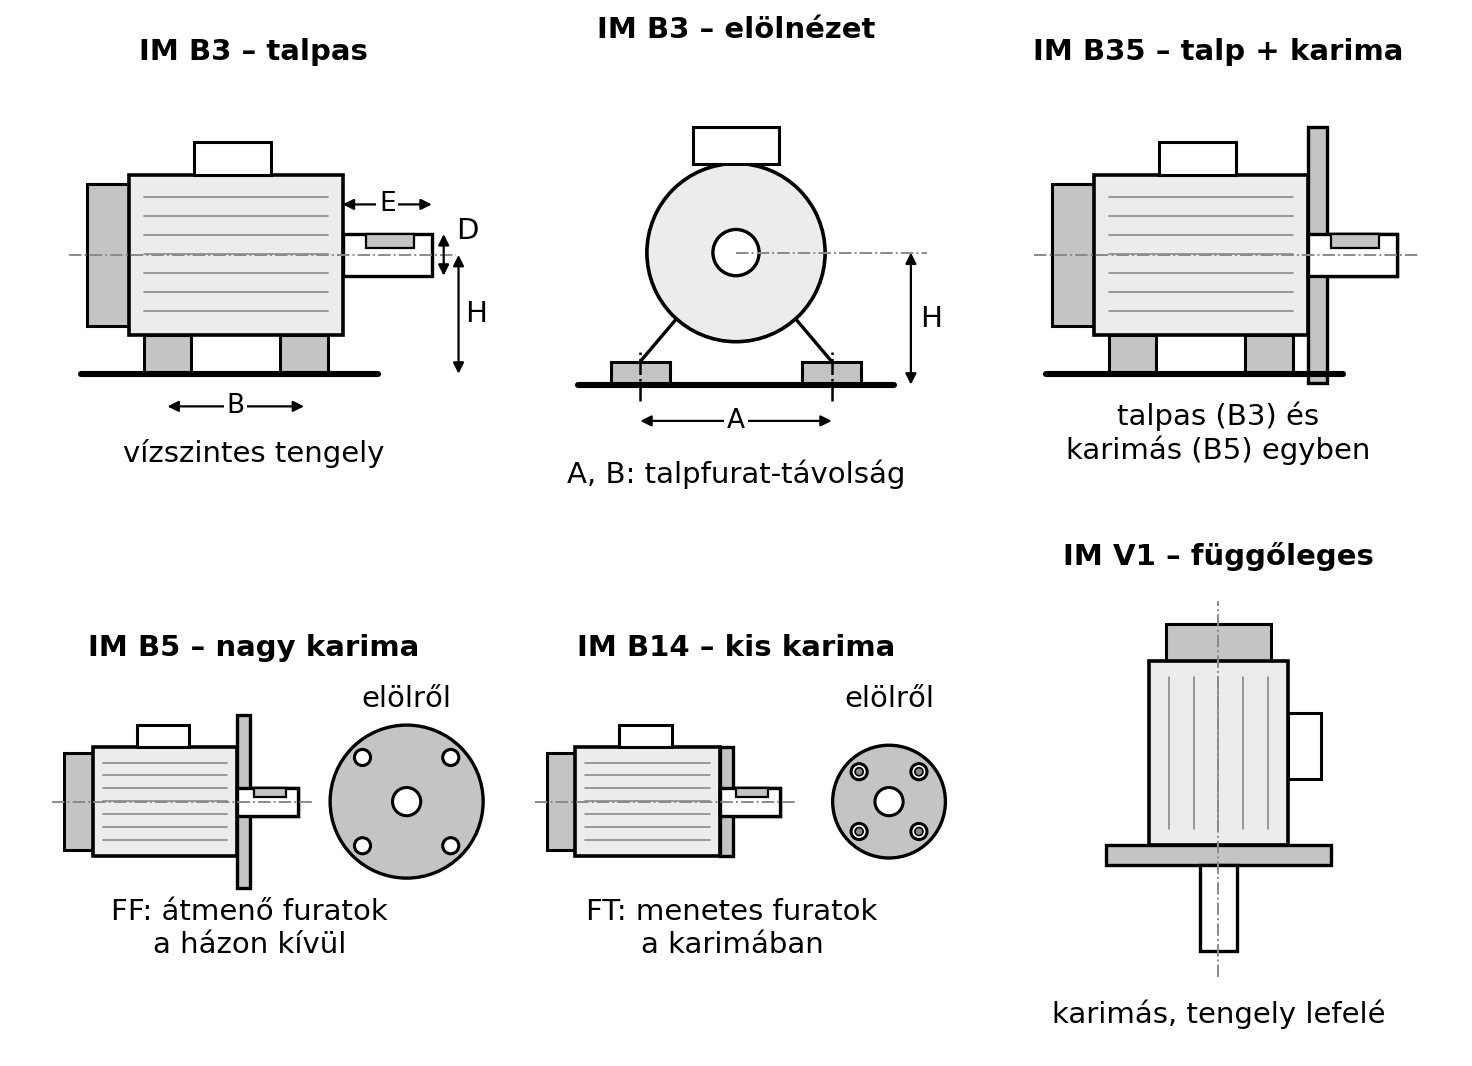 IM B3 – talpas
E
D
H
B
vízszintes tengely
IM B3 – elölnézet
H
A
A, B: talpfurat-távolság
IM B35 – talp + karima
talpas (B3) és
karimás (B5) egyben
IM B5 – nagy karima
elölről
FF: átmenő furatok
a házon kívül
IM B14 – kis karima
elölről
FT: menetes furatok
a karimában
IM V1 – függőleges
karimás, tengely lefelé